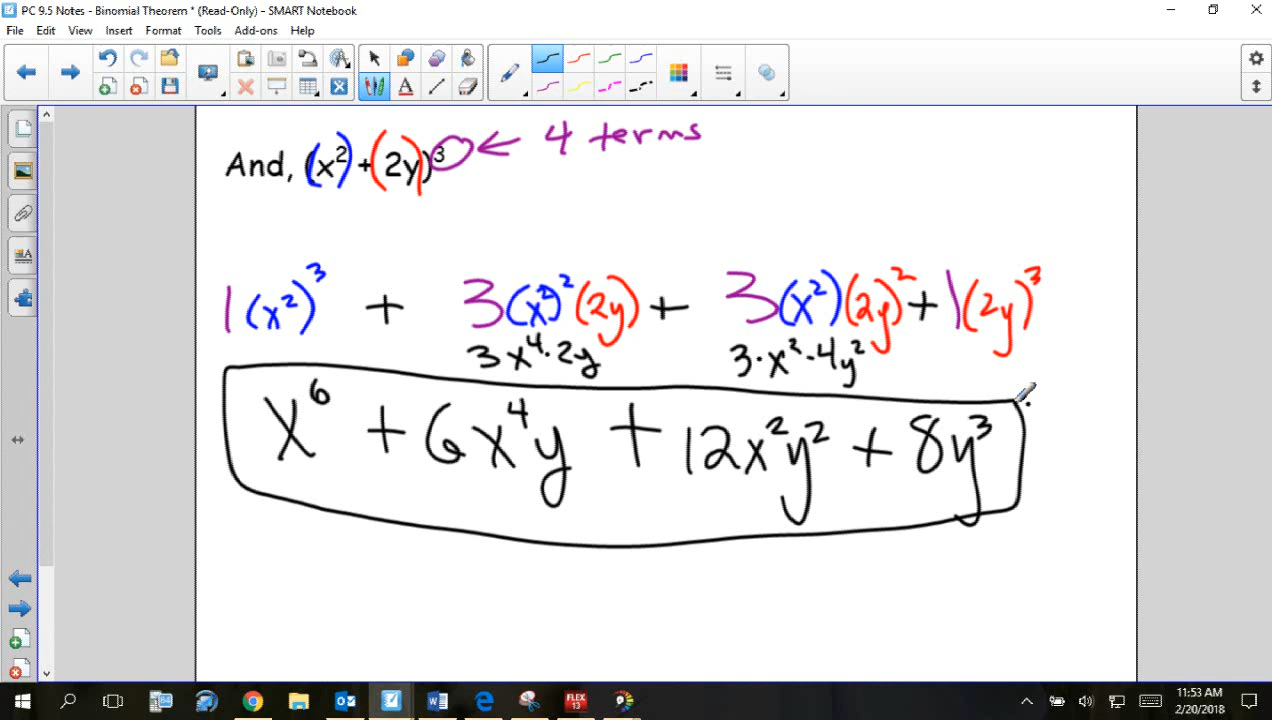 PC 9.5 Notes - Binomial Theorem * (Read-Only) - SMART Notebook
File Edit View Insert Format Tools Add-ons Help
And, (x²)+(2y))³ ← 4 terms
1(x²)³ + 3(x²)²(2y) + 3(x²)(2y)² + 1(2y)³
3x⁴·2y 3·x²·4y²
x⁶ + 6x⁴y + 12x²y² + 8y³
FLEX
13
11:53 AM
2/20/2018